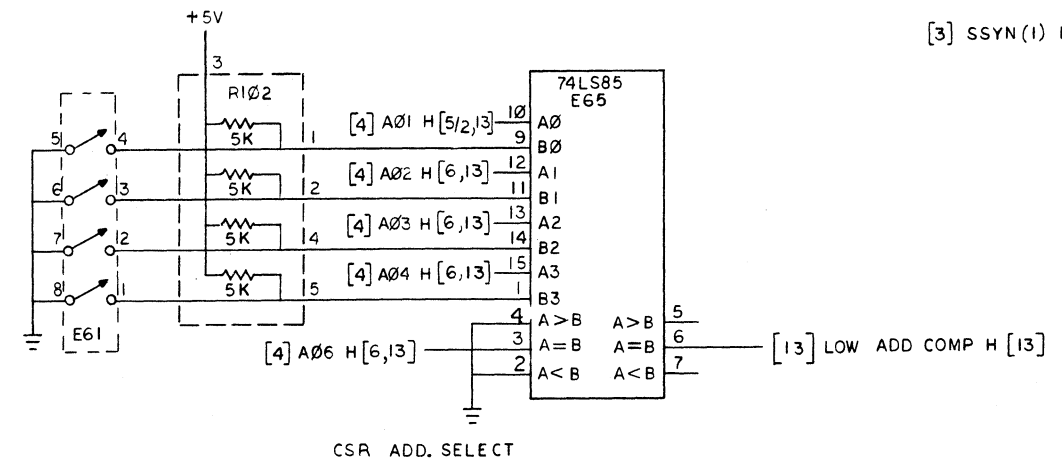 +5V
[3] SSYN(1)
3
R1Ø2
74LS85
E65
5 4
5K
1
[4] AØ1 H [5/2,13]
1Ø AØ
9 BØ
6 3
5K
2
[4] AØ2 H [6,13]
12 A1
11 B1
7 2
5K
4
[4] AØ3 H [6,13]
13 A2
14 B2
8 1
5K
5
[4] AØ4 H [6,13]
15 A3
1 B3
E61
4 A>B A>B 5
[4] AØ6 H [6,13]
3 A=B A=B 6
[13] LOW ADD COMP H [13]
2 A<B A<B 7
CSR ADD. SELECT